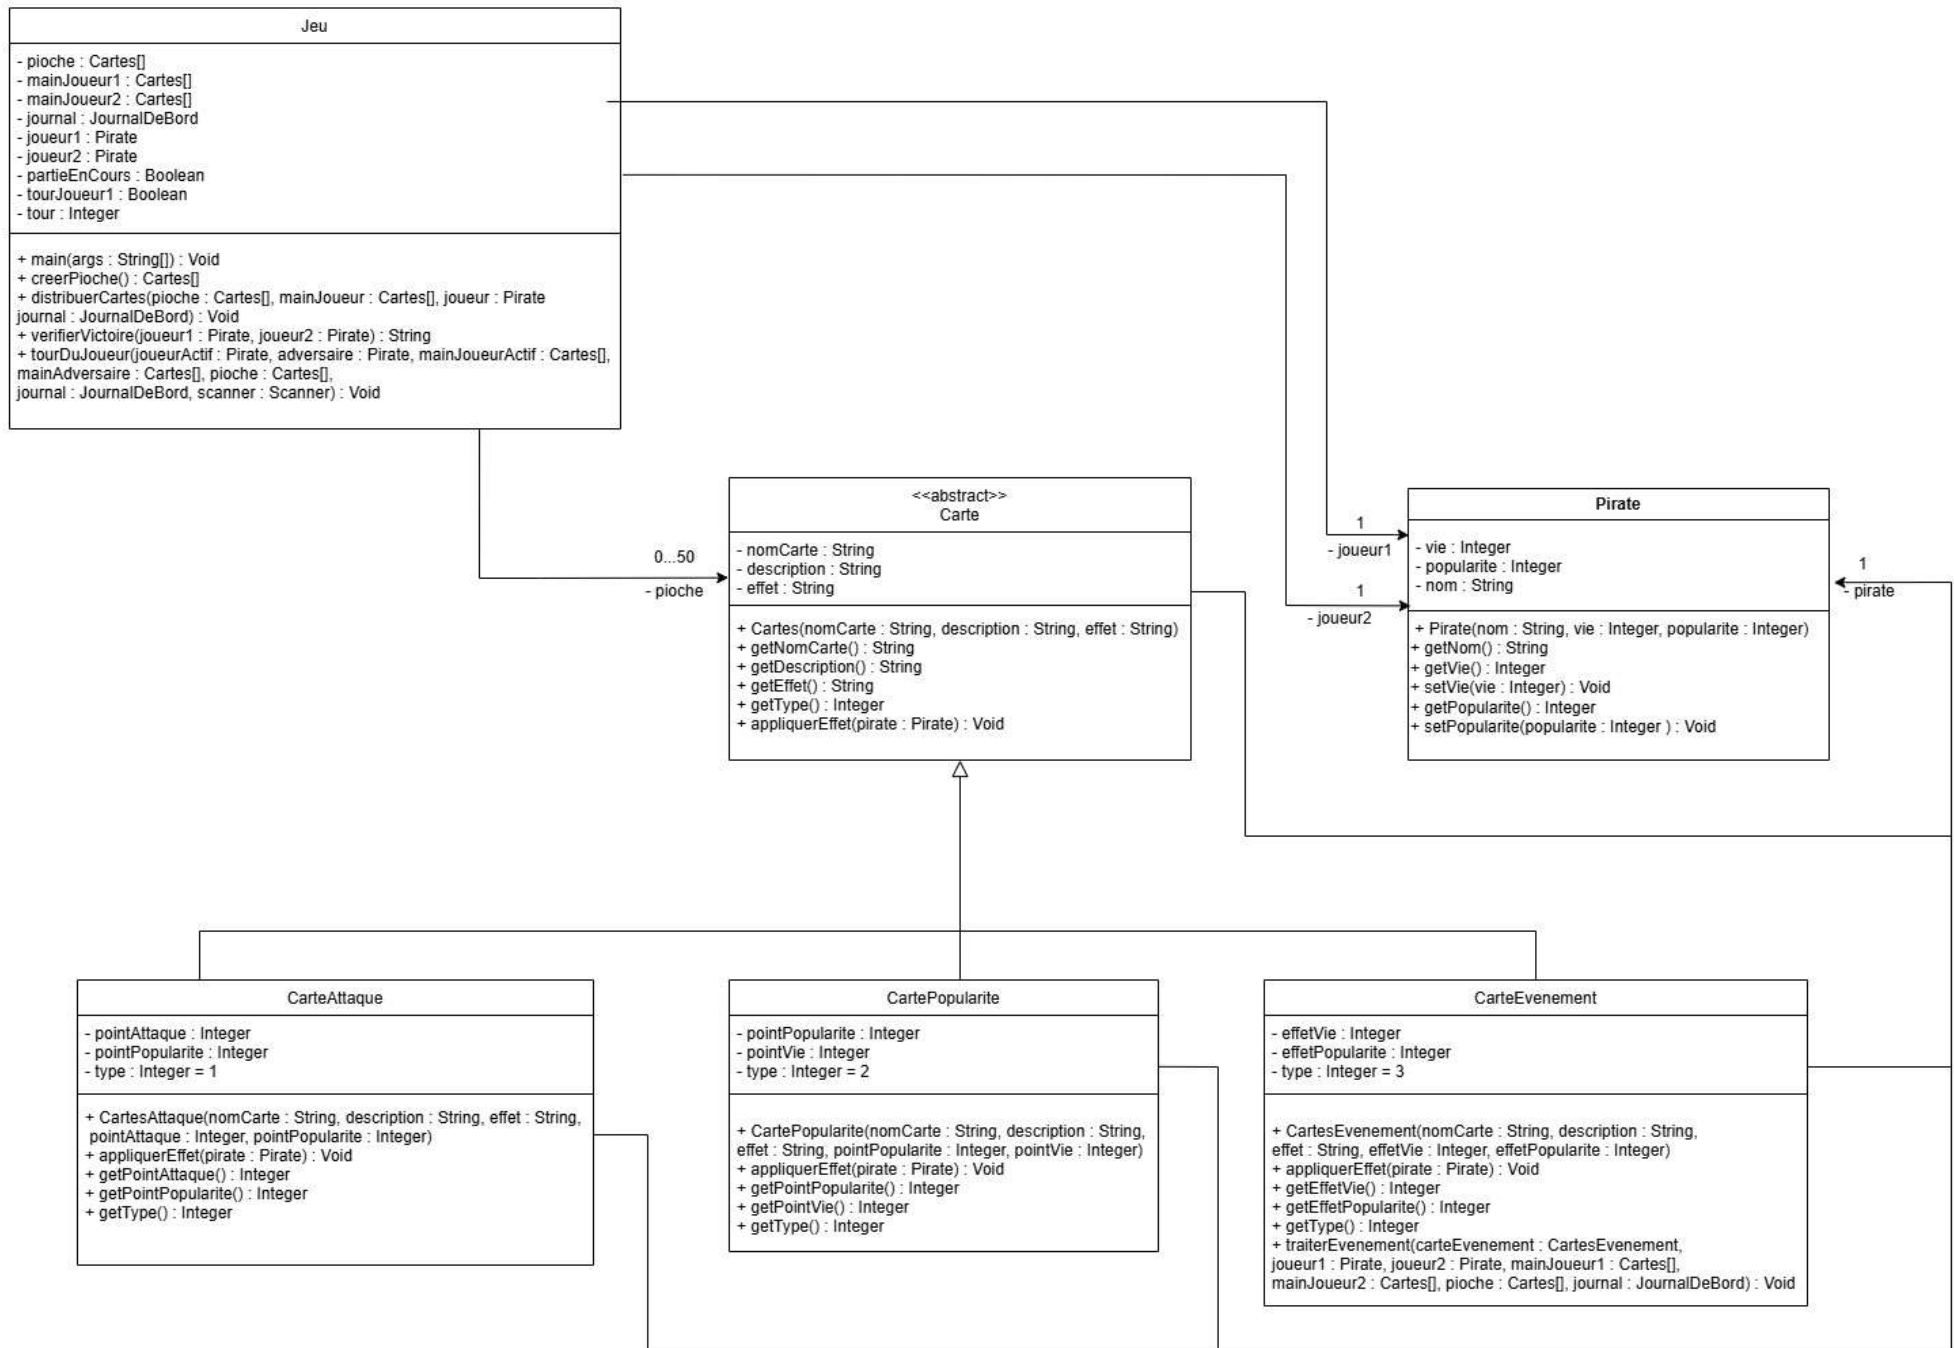 Jeu
- pioche : Cartes[]
- mainJoueur1 : Cartes[]
- mainJoueur2 : Cartes[]
- journal : JournalDeBord
- joueur1 : Pirate
- joueur2 : Pirate
- partieEnCours : Boolean
- tourJoueur1 : Boolean
- tour : Integer
+ main(args : String[]) : Void
+ creerPioche() : Cartes[]
+ distribuerCartes(pioche : Cartes[], mainJoueur : Cartes[], joueur : Pirate
journal : JournalDeBord) : Void
+ verifierVictoire(joueur1 : Pirate, joueur2 : Pirate) : String
+ tourDuJoueur(joueurActif : Pirate, adversaire : Pirate, mainJoueurActif : Cartes[],
mainAdversaire : Cartes[], pioche : Cartes[],
journal : JournalDeBord, scanner : Scanner) : Void
0...50
- pioche
<<abstract>>
Carte
- nomCarte : String
- description : String
- effet : String
+ Cartes(nomCarte : String, description : String, effet : String)
+ getNomCarte() : String
+ getDescription() : String
+ getEffet() : String
+ getType() : Integer
+ appliquerEffet(pirate : Pirate) : Void
1
- joueur1
1
- joueur2
Pirate
- vie : Integer
- popularite : Integer
- nom : String
+ Pirate(nom : String, vie : Integer, popularite : Integer)
+ getNom() : String
+ getVie() : Integer
+ setVie(vie : Integer) : Void
+ getPopularite() : Integer
+ setPopularite(popularite : Integer ) : Void
1
- pirate
CarteAttaque
- pointAttaque : Integer
- pointPopularite : Integer
- type : Integer = 1
+ CartesAttaque(nomCarte : String, description : String, effet : String,
pointAttaque : Integer, pointPopularite : Integer)
+ appliquerEffet(pirate : Pirate) : Void
+ getPointAttaque() : Integer
+ getPointPopularite() : Integer
+ getType() : Integer
CartePopularite
- pointPopularite : Integer
- pointVie : Integer
- type : Integer = 2
+ CartePopularite(nomCarte : String, description : String,
effet : String, pointPopularite : Integer, pointVie : Integer)
+ appliquerEffet(pirate : Pirate) : Void
+ getPointPopularite() : Integer
+ getPointVie() : Integer
+ getType() : Integer
CarteEvenement
- effetVie : Integer
- effetPopularite : Integer
- type : Integer = 3
+ CartesEvenement(nomCarte : String, description : String,
effet : String, effetVie : Integer, effetPopularite : Integer)
+ appliquerEffet(pirate : Pirate) : Void
+ getEffetVie() : Integer
+ getEffetPopularite() : Integer
+ getType() : Integer
+ traiterEvenement(carteEvenement : CartesEvenement,
joueur1 : Pirate, joueur2 : Pirate, mainJoueur1 : Cartes[],
mainJoueur2 : Cartes[], pioche : Cartes[], journal : JournalDeBord) : Void